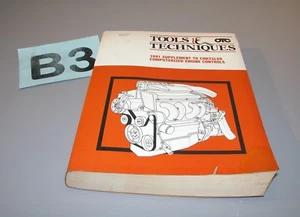 B3
TOOLS &
TECHNIQUES
OTC
1991 SUPPLEMENT TO CHRYSLER
COMPUTERIZED ENGINE CONTROLS